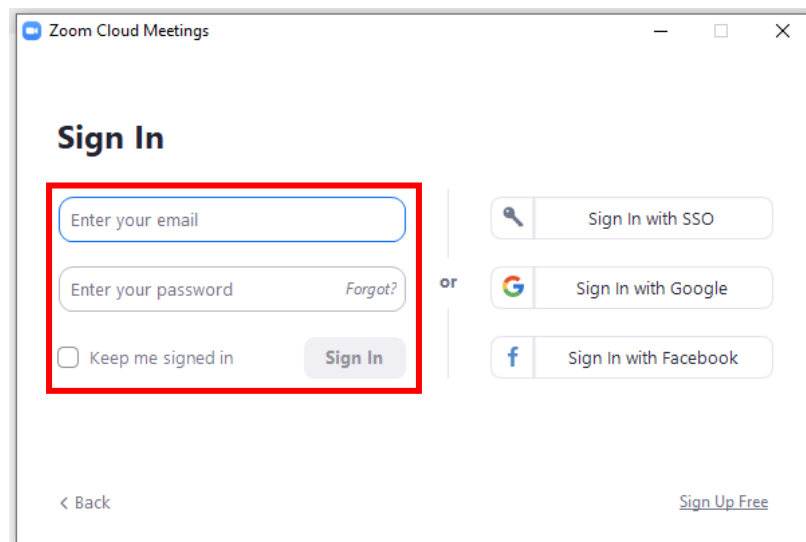 Zoom Cloud Meetings
Sign In
Enter your email
Enter your password Forgot?
Keep me signed in Sign In
or
Sign In with SSO
Sign In with Google
Sign In with Facebook
< Back
Sign Up Free